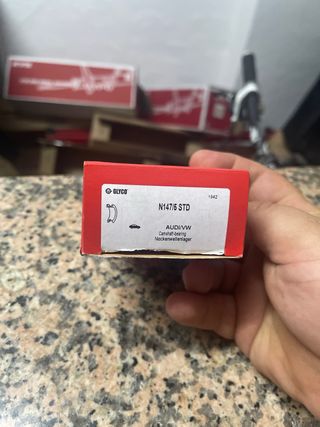 GLYCO
1942
N147/6 STD
AUDI/VW
Camshaft-bearing
Nockenwellenlager